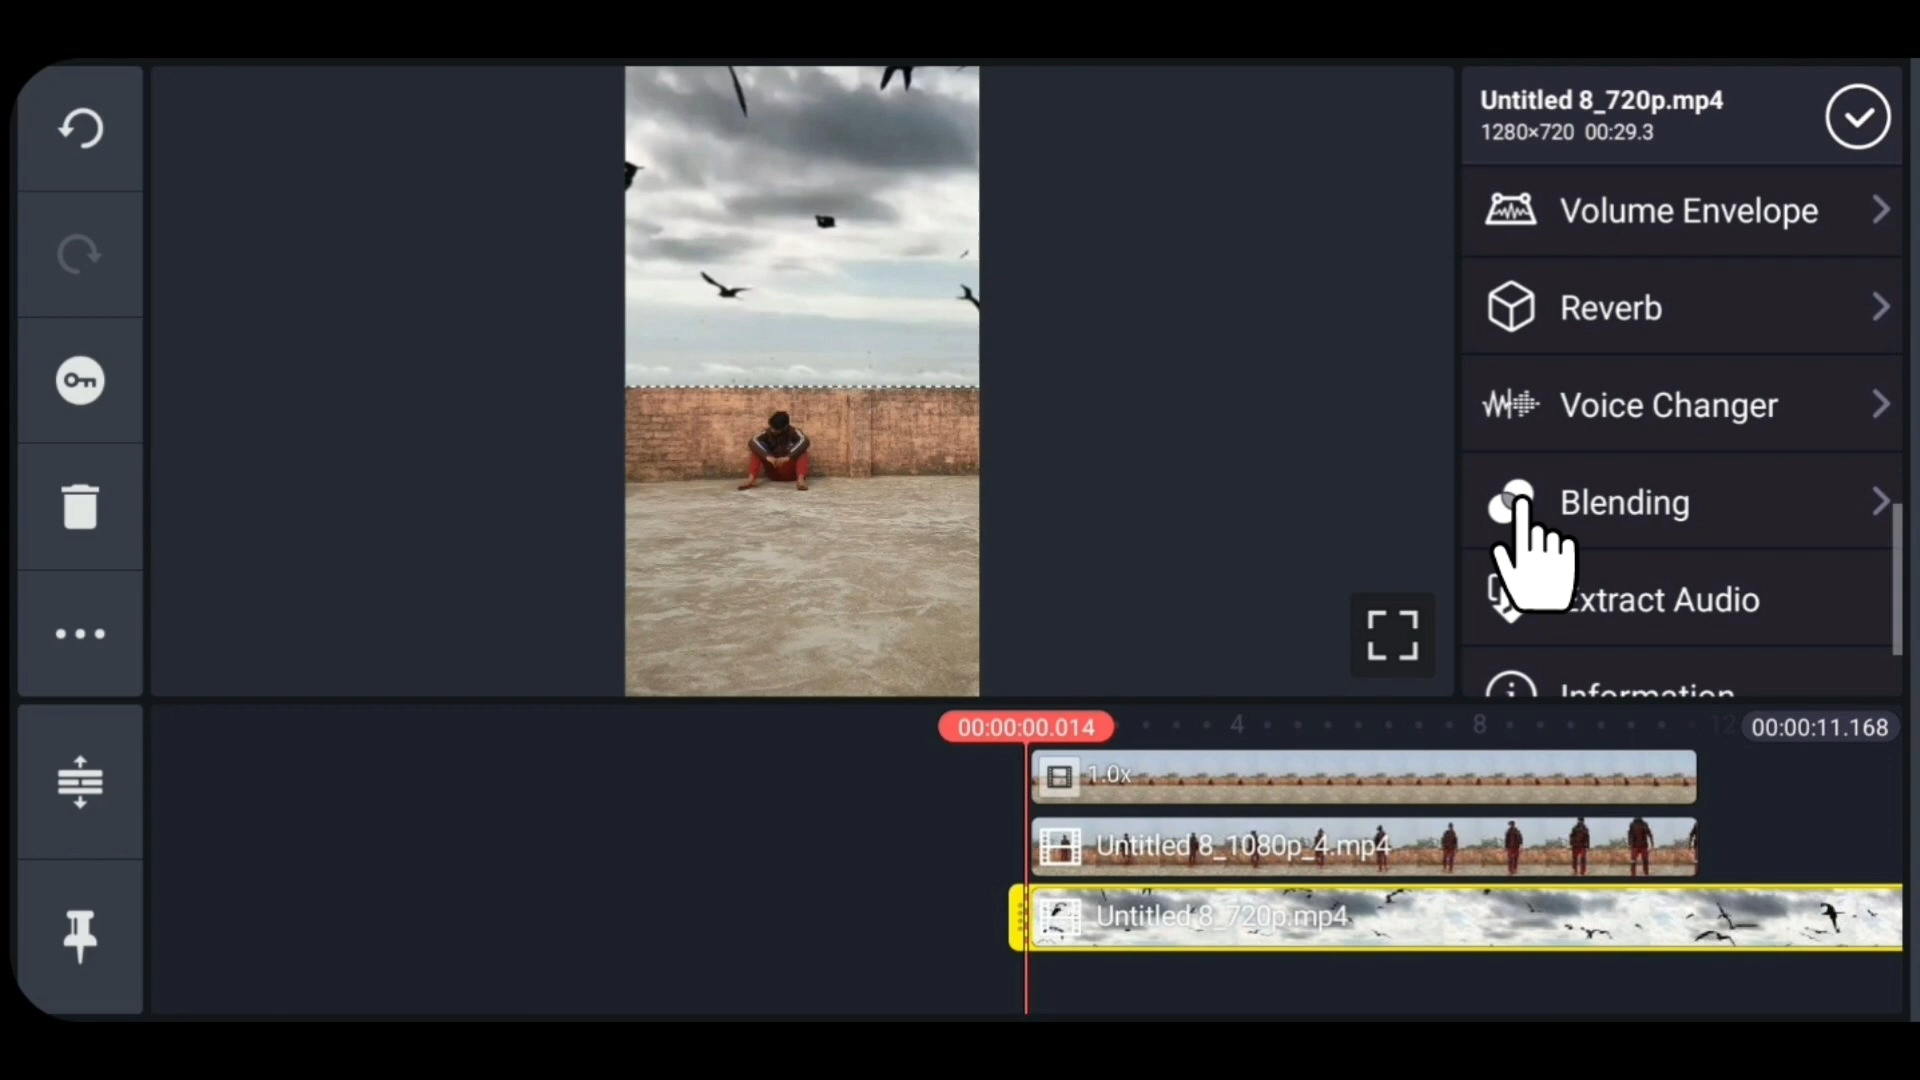 Untitled 8_720p.mp4
1280×720 00:29.3
Volume Envelope
Reverb
Voice Changer
Blending
Extract Audio
Information
00:00:00.014
4
8
12
00:00:11.168
1.0x
Untitled 8_1080p_4.mp4
Untitled 8_720p.mp4